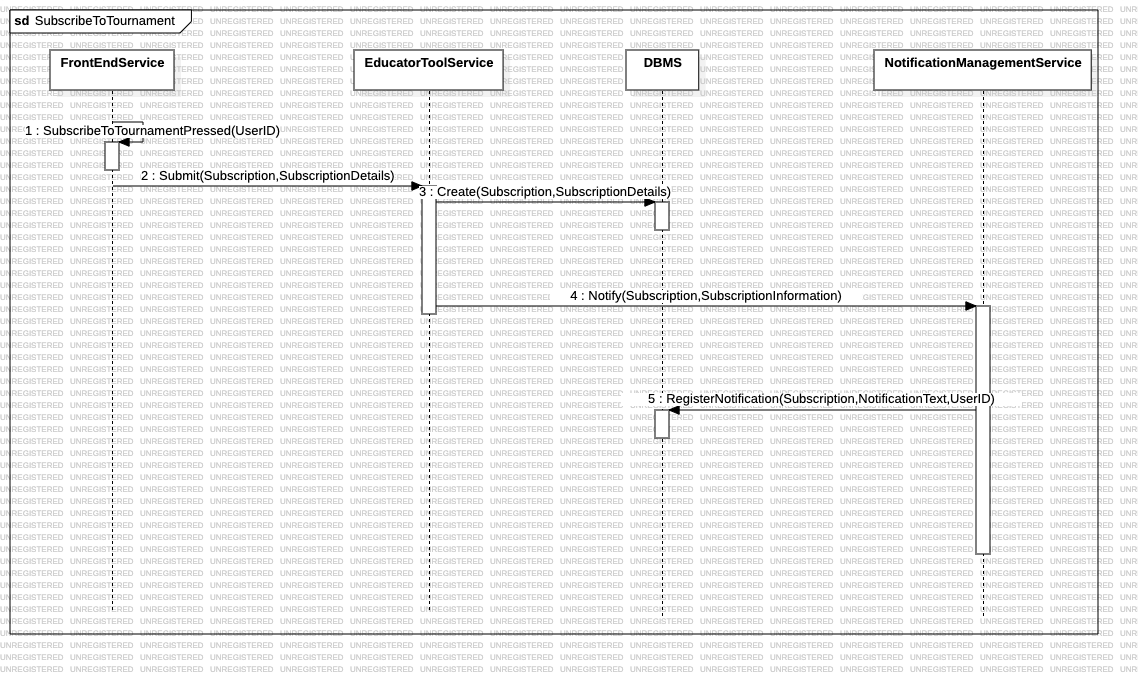 sd SubscribeToTournament
FrontEndService
EducatorToolService
DBMS
NotificationManagementService
1 : SubscribeToTournamentPressed(UserID)
2 : Submit(Subscription,SubscriptionDetails)
3 : Create(Subscription,SubscriptionDetails)
4 : Notify(Subscription,SubscriptionInformation)
5 : RegisterNotification(Subscription,NotificationText,UserID)
UNREGISTERED